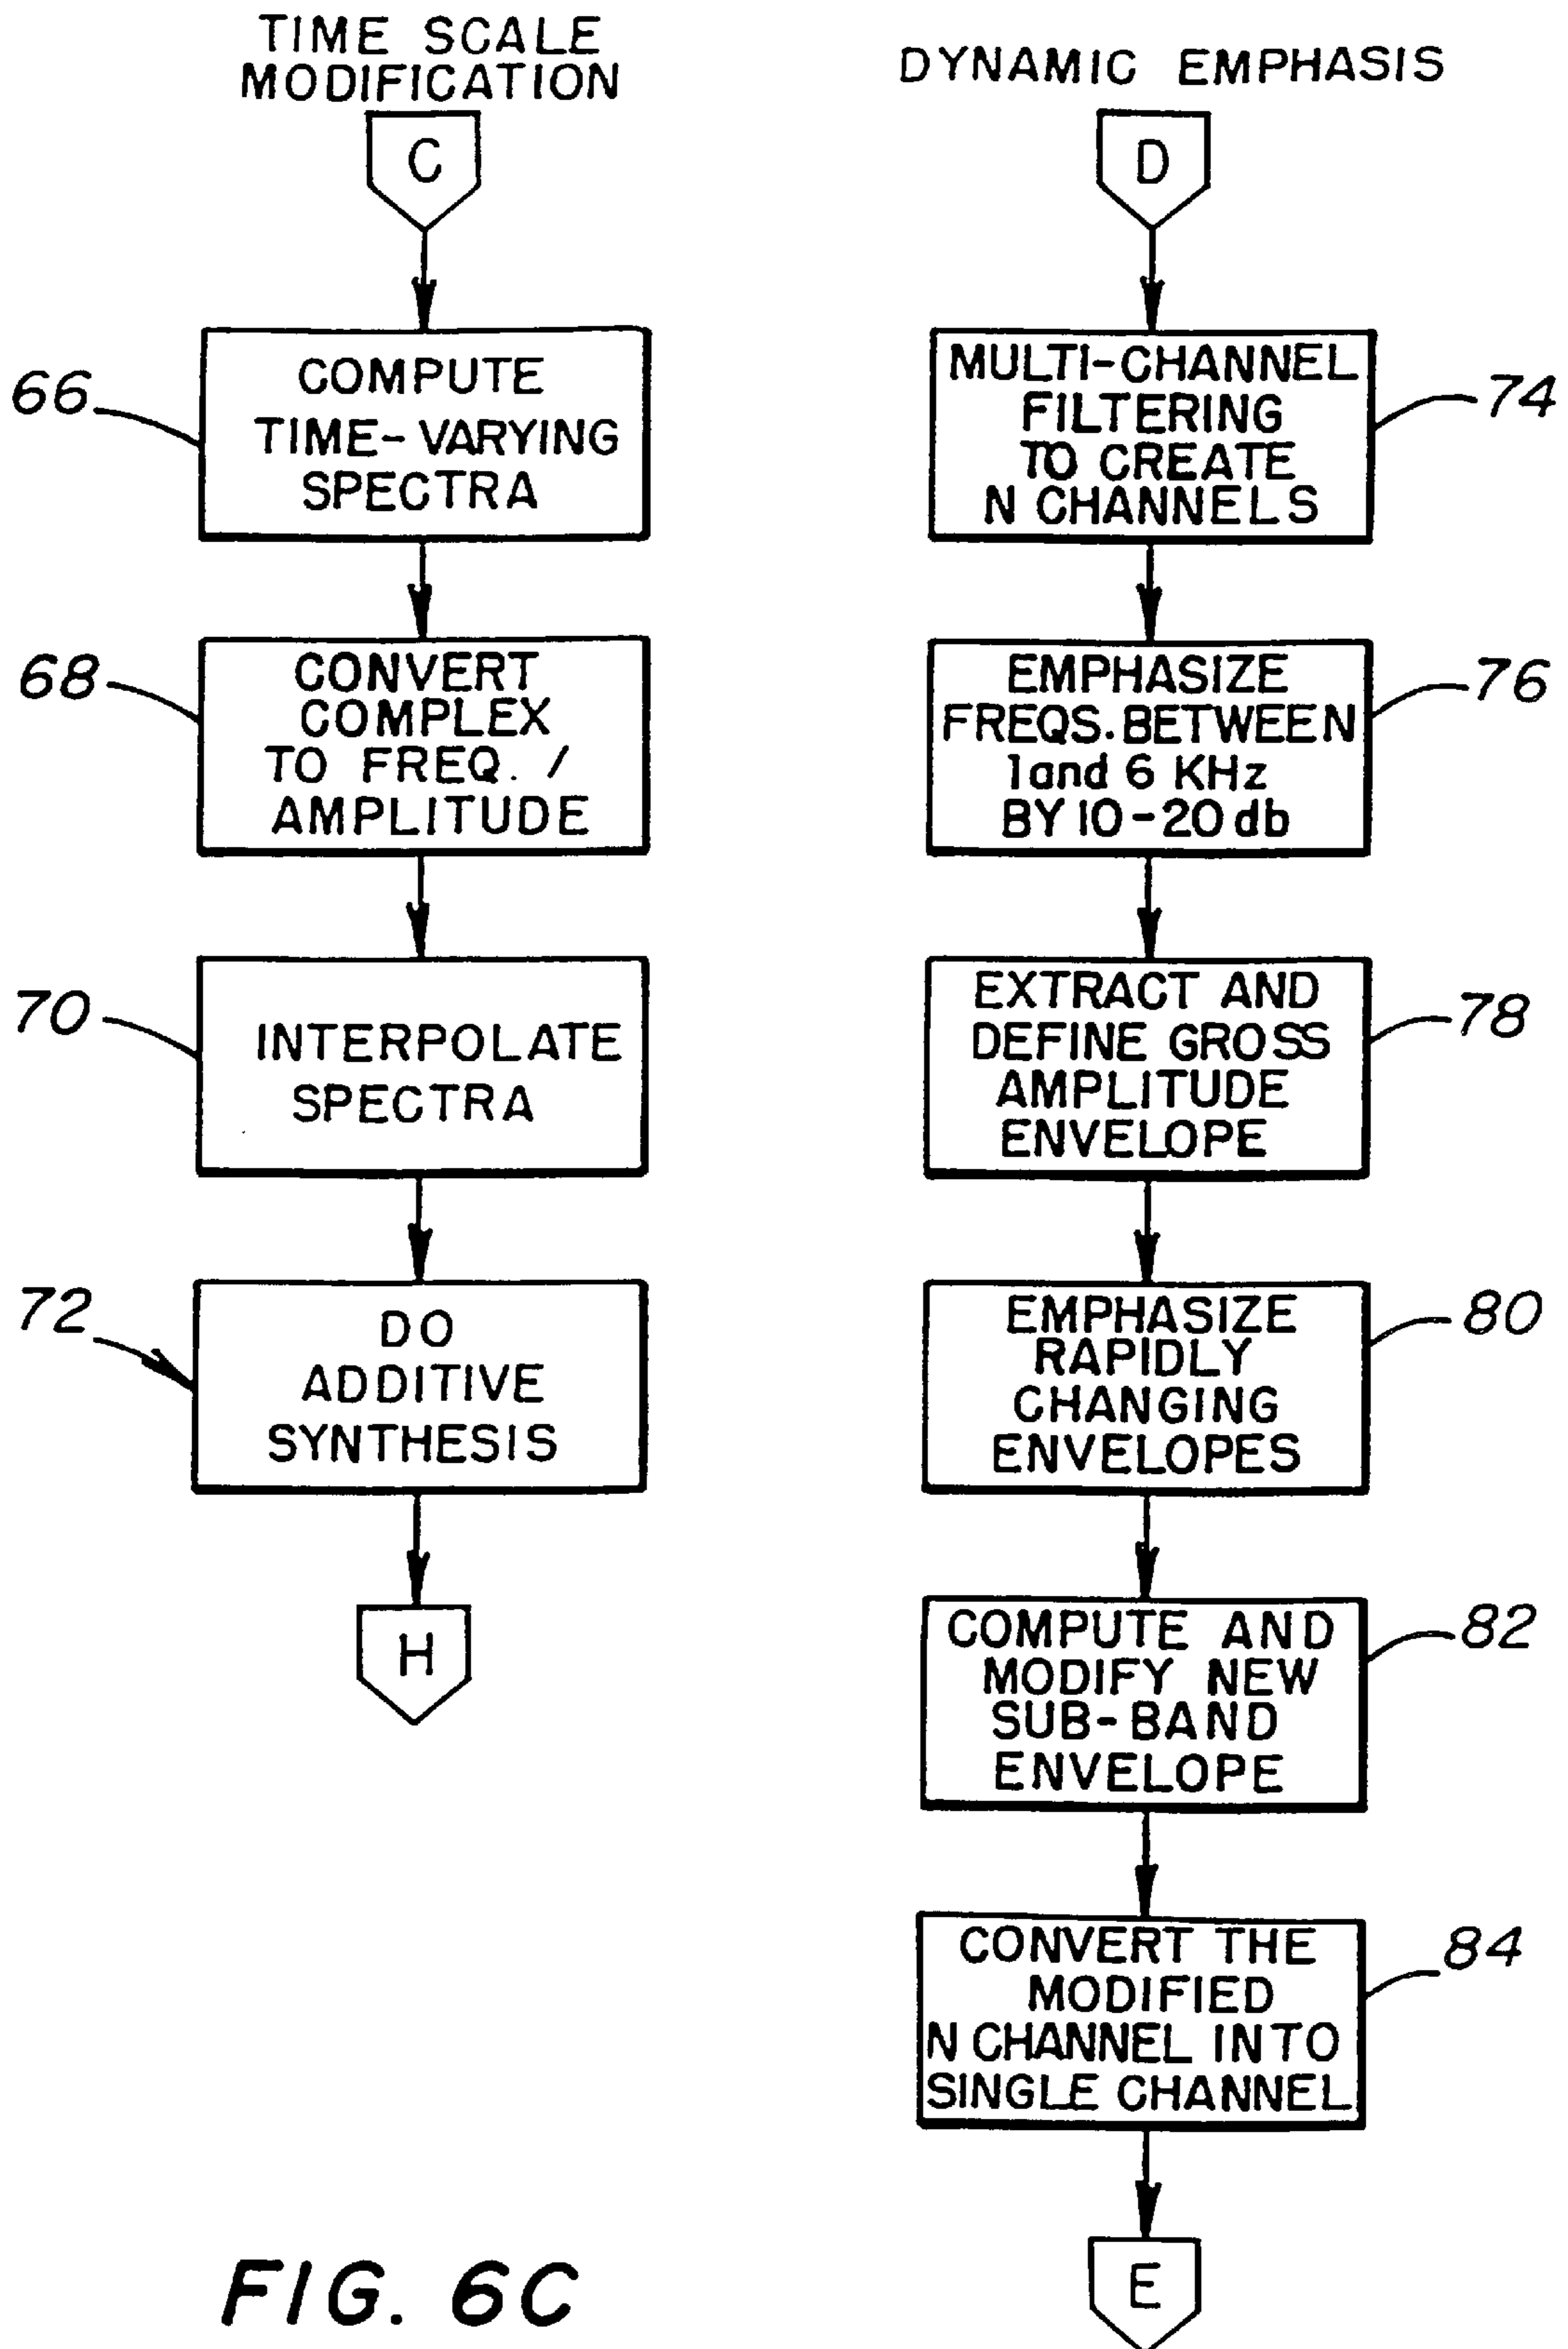 TIME SCALE
MODIFICATION
C
66
COMPUTE
TIME-VARYING
SPECTRA
68
CONVERT
COMPLEX
TO FREQ. /
AMPLITUDE
70
INTERPOLATE
SPECTRA
72
DO
ADDITIVE
SYNTHESIS
H
DYNAMIC EMPHASIS
D
MULTI-CHANNEL
FILTERING
TO CREATE
N CHANNELS
74
EMPHASIZE
FREQS. BETWEEN
1 and 6 KHz
BY 10-20 db
76
EXTRACT AND
DEFINE GROSS
AMPLITUDE
ENVELOPE
78
EMPHASIZE
RAPIDLY
CHANGING
ENVELOPES
80
COMPUTE AND
MODIFY NEW
SUB-BAND
ENVELOPE
82
CONVERT THE
MODIFIED
N CHANNEL INTO
SINGLE CHANNEL
84
E
FIG. 6C